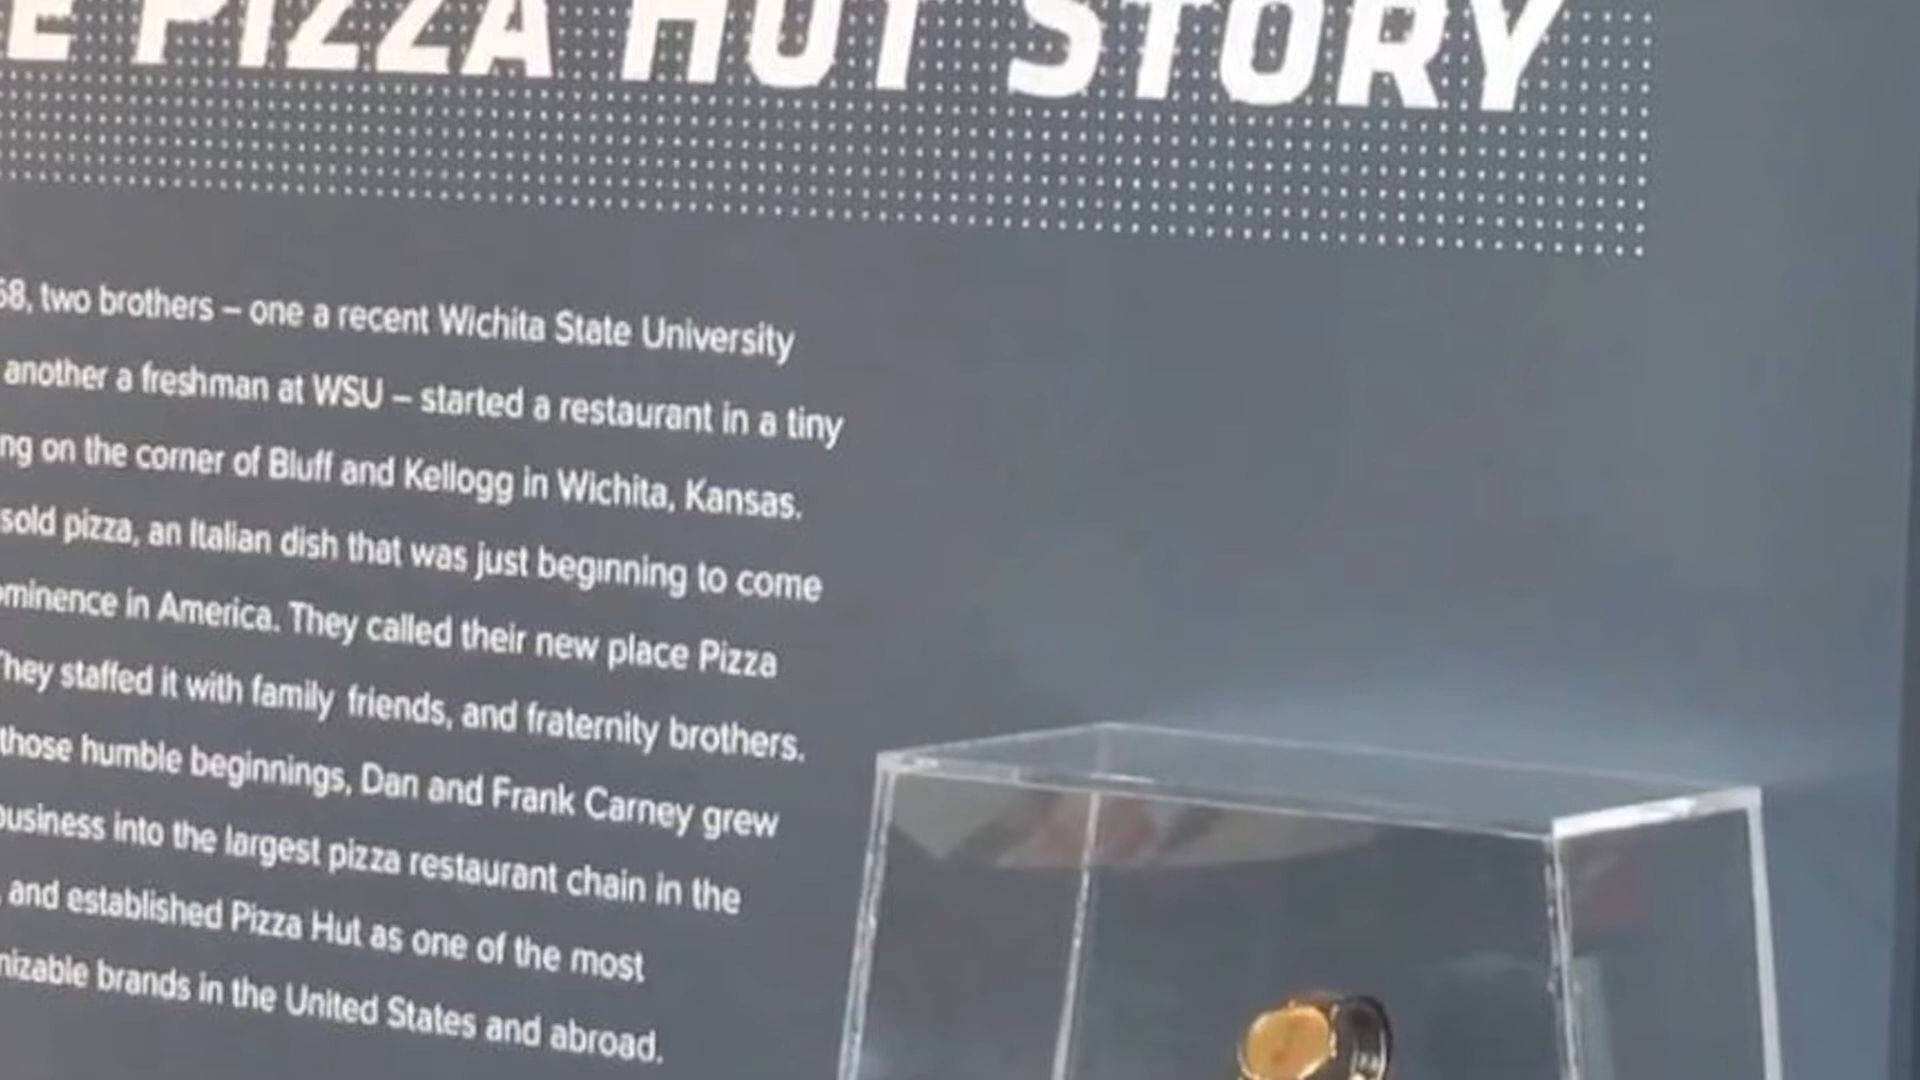 E PIZZA HUT STORY
58, two brothers – one a recent Wichita State University
another a freshman at WSU – started a restaurant in a tiny
ng on the corner of Bluff and Kellogg in Wichita, Kansas.
sold pizza, an Italian dish that was just beginning to come
ominence in America. They called their new place Pizza
They staffed it with family friends, and fraternity brothers.
those humble beginnings, Dan and Frank Carney grew
business into the largest pizza restaurant chain in the
, and established Pizza Hut as one of the most
nizable brands in the United States and abroad.